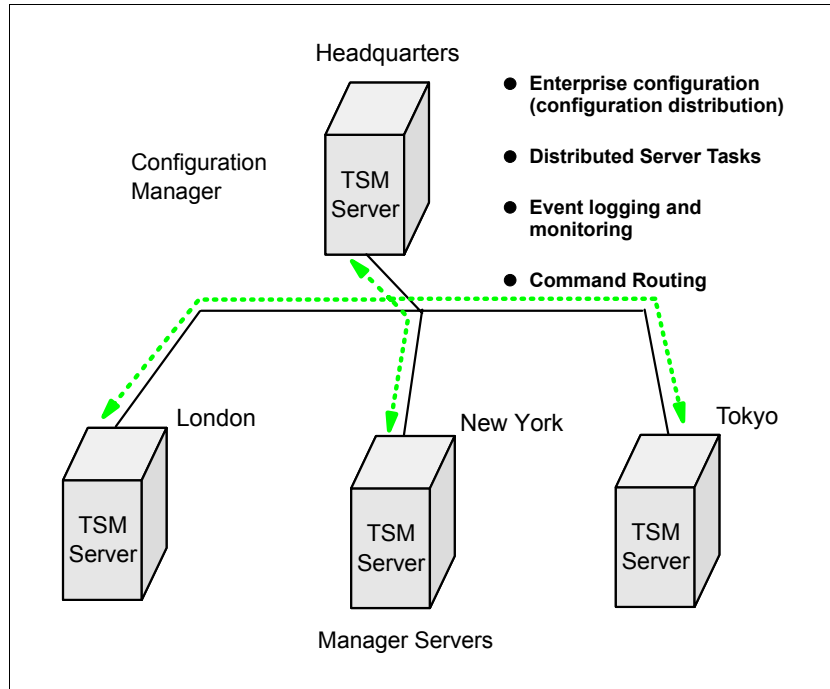 Headquarters
● Enterprise configuration
(configuration distribution)
● Distributed Server Tasks
● Event logging and
monitoring
● Command Routing
Configuration
Manager
TSM
Server
London
New York
Tokyo
TSM
Server
TSM
Server
TSM
Server
Manager Servers